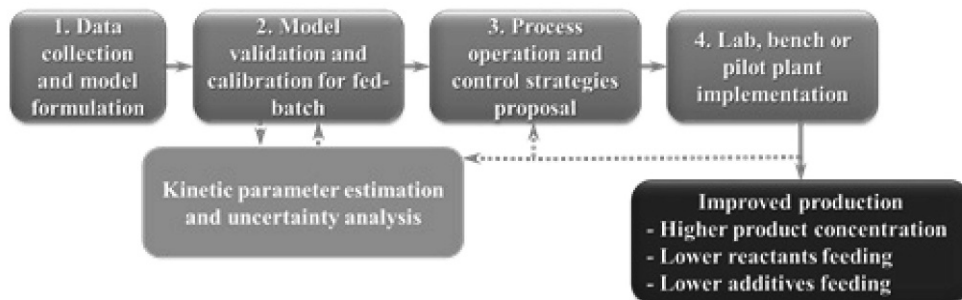 1. Data
collection
and model
formulation
2. Model
validation and
calibration for fed-
batch
3. Process
operation and
control strategies
proposal
4. Lab, bench or
pilot plant
implementation
Kinetic parameter estimation
and uncertainty analysis
Improved production
- Higher product concentration
- Lower reactants feeding
- Lower additives feeding